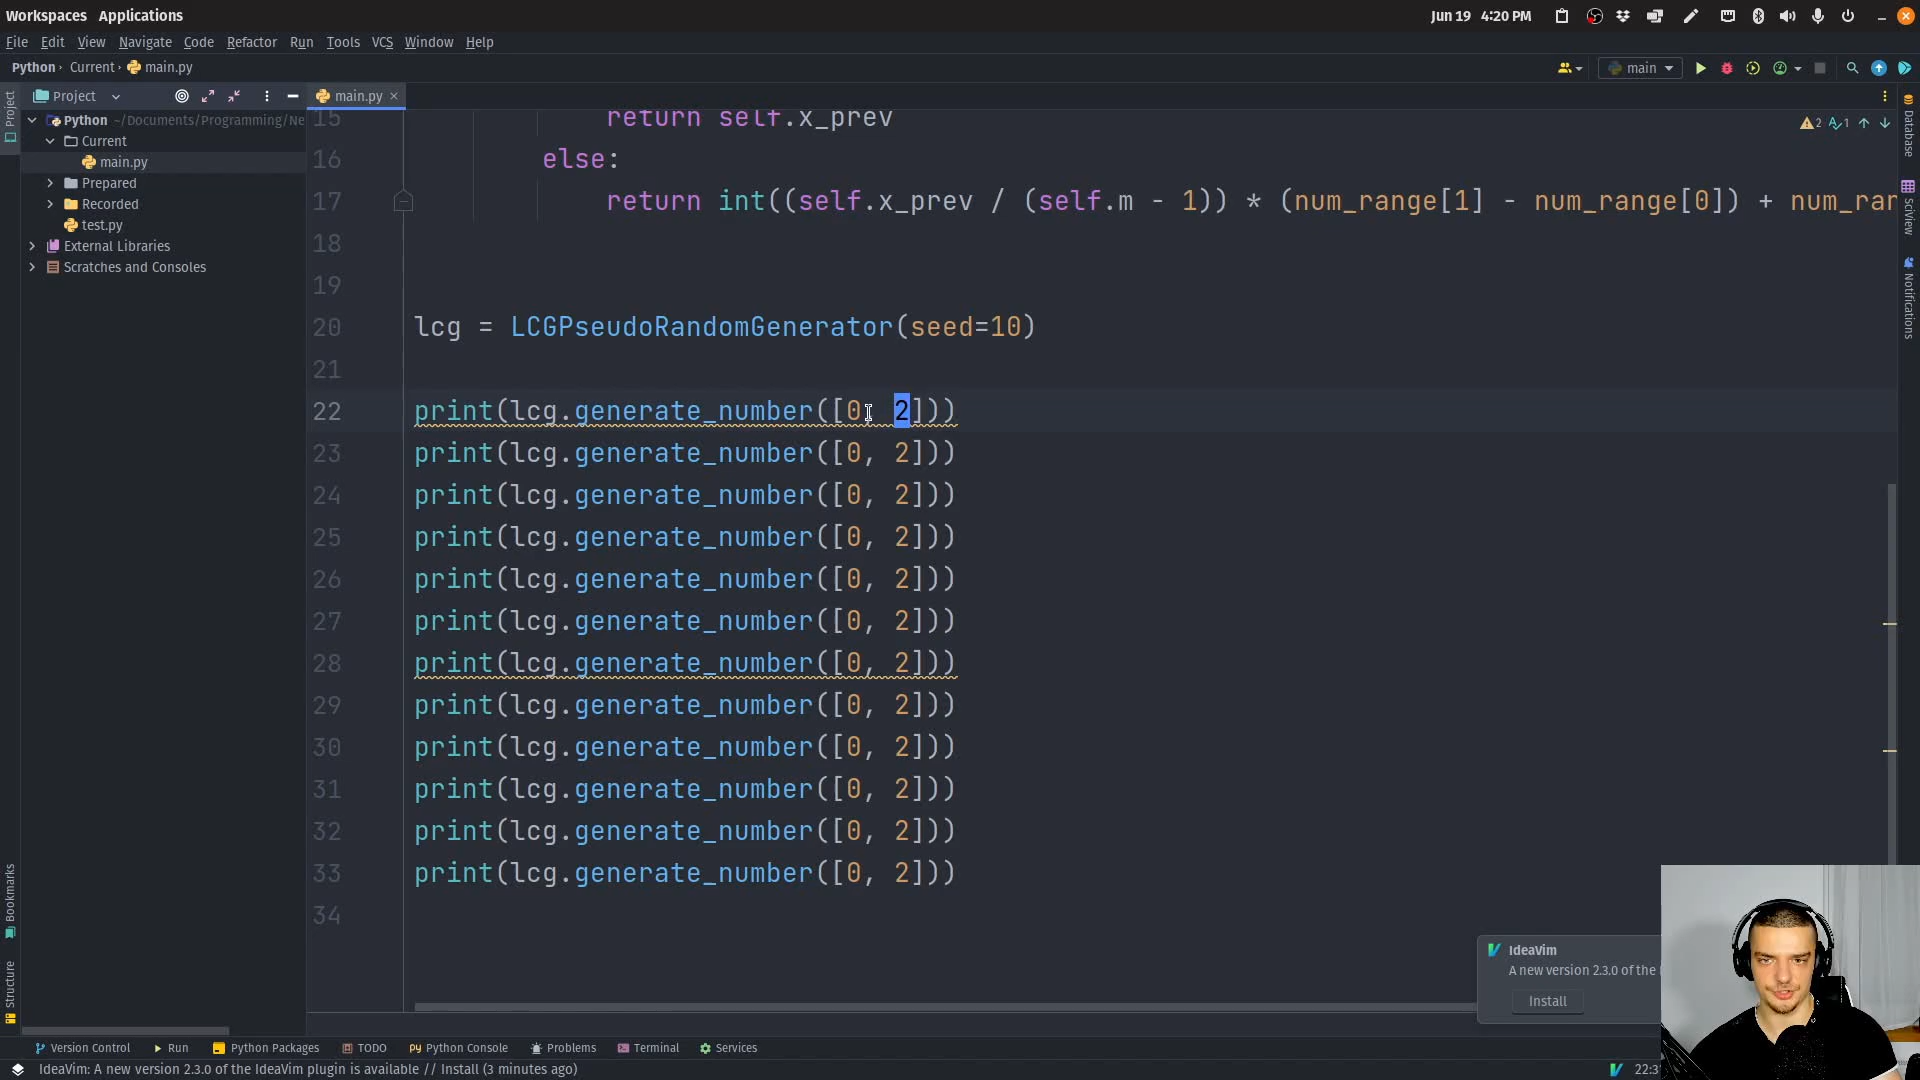 Workspaces Applications
Jun 19 4:20 PM
File Edit View Navigate Code Refactor Run Tools VCS Window Help
Python Current main.py
main
Project
main.py
Python ~/Documents/Programming/Ne
Current
main.py
Prepared
Recorded
test.py
External Libraries
Scratches and Consoles
Project
Bookmarks
Structure
2 1
15 return self.x_prev
16 else:
17 return int((self.x_prev / (self.m - 1)) * (num_range[1] - num_range[0]) + num_ran
18
19
20 lcg = LCGPseudoRandomGenerator(seed=10)
21
22 print(lcg.generate_number([0, 2]))
23 print(lcg.generate_number([0, 2]))
24 print(lcg.generate_number([0, 2]))
25 print(lcg.generate_number([0, 2]))
26 print(lcg.generate_number([0, 2]))
27 print(lcg.generate_number([0, 2]))
28 print(lcg.generate_number([0, 2]))
29 print(lcg.generate_number([0, 2]))
30 print(lcg.generate_number([0, 2]))
31 print(lcg.generate_number([0, 2]))
32 print(lcg.generate_number([0, 2]))
33 print(lcg.generate_number([0, 2]))
34
Database
SciView
Notifications
IdeaVim
A new version 2.3.0 of the
Install
Version Control Run Python Packages TODO Python Console Problems Terminal Services
IdeaVim: A new version 2.3.0 of the IdeaVim plugin is available // Install (3 minutes ago)